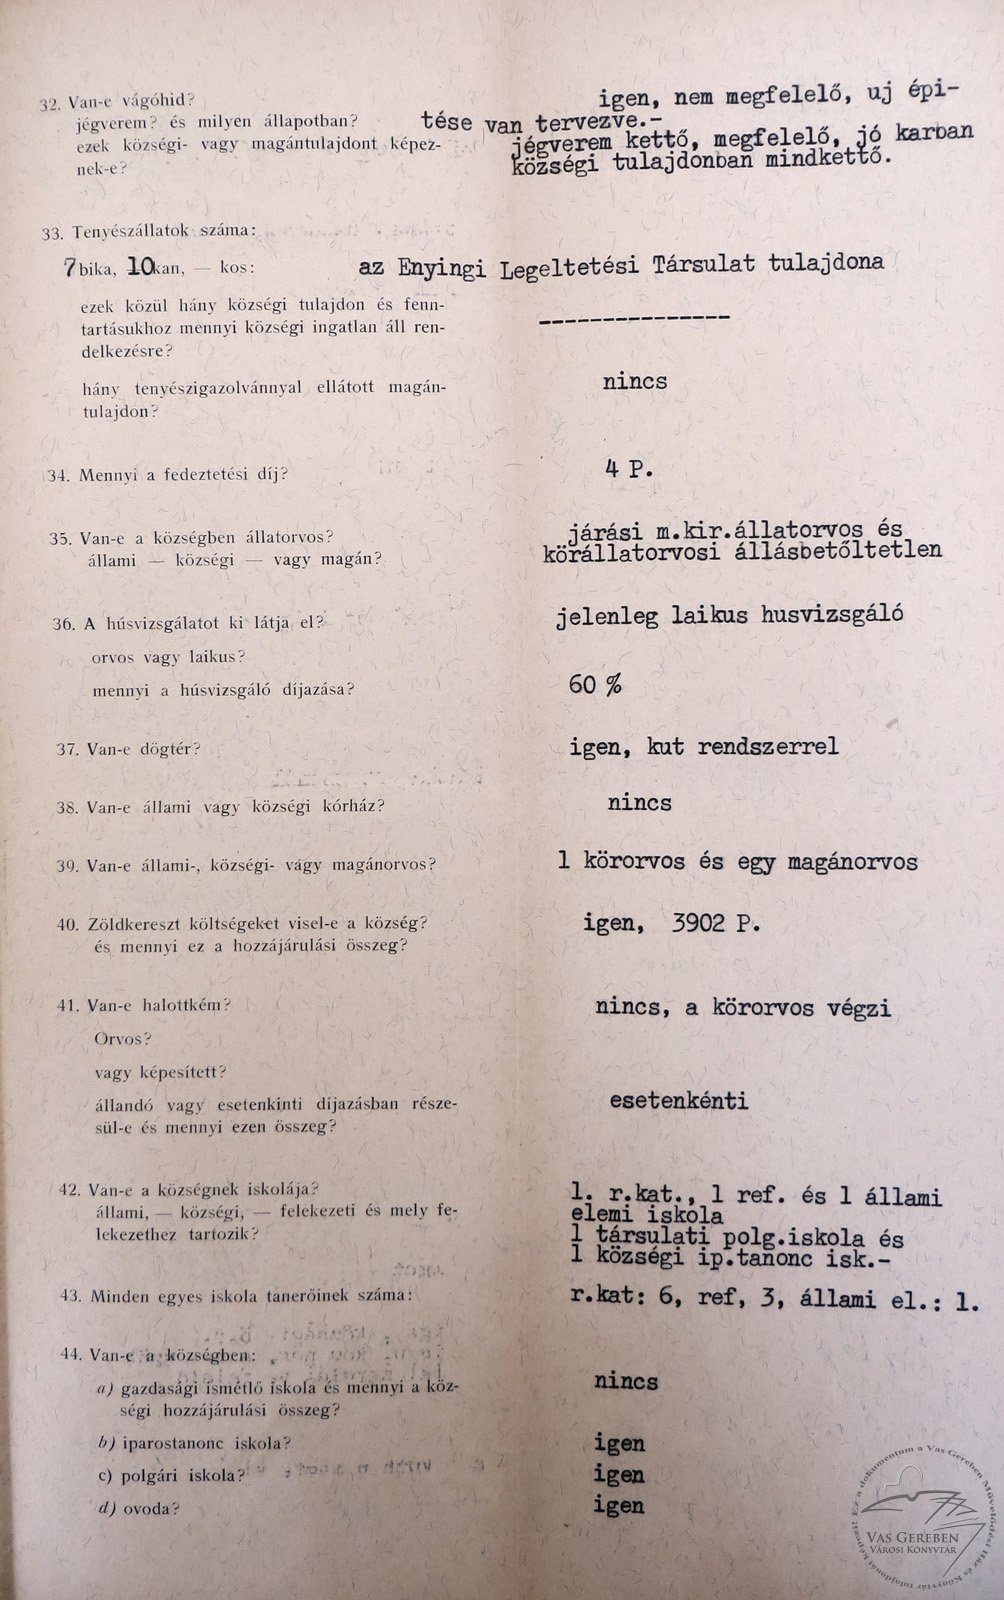 32. Van-e vágóhid? igen, nem megfelelő, uj épi-
jégverem? és milyen állapotban? tése van tervezve.-
ezek községi- vagy magántulajdont képez- jégverem kettő, megfelelő, jó karban
nek-e? községi tulajdonban mindkettő.
33. Tenyészállatok száma:
7 bika, 10 kan, — kos: az Enyingi Legeltetési Társulat tulajdona
ezek közül hány községi tulajdon és fenn-
tartásukhoz mennyi községi ingatlan áll ren- ---------------
delkezésre?
hány tenyészigazolvánnyal ellátott magán- nincs
tulajdon?
34. Mennyi a fedeztetési díj? 4 P.
35. Van-e a községben állatorvos? járási m.kir.állatorvos és
állami — községi — vagy magán? körállatorvosi állásbetőltetlen
36. A húsvizsgálatot ki látja el? jelenleg laikus husvizsgáló
orvos vagy laikus?
mennyi a húsvizsgáló díjazása? 60 %
37. Van-e dögtér? igen, kut rendszerrel
38. Van-e állami vagy községi kórház? nincs
39. Van-e állami-, községi- vagy magánorvos? 1 körorvos és egy magánorvos
40. Zöldkereszt költségeket visel-e a község? igen, 3902 P.
és mennyi ez a hozzájárulási összeg?
41. Van-e halottkém? nincs, a körorvos végzi
Orvos?
vagy képesített?
állandó vagy esetenkinti díjazásban része- esetenkénti
sül-e és mennyi ezen összeg?
42. Van-e a községnek iskolája? 1. r.kat., 1 ref. és 1 állami
állami, — községi, — felekezeti és mely fe- elemi iskola
lekezethez tartozik? 1 társulati polg.iskola és
1 községi ip.tanonc isk.-
43. Minden egyes iskola tanerőinek száma: r.kat: 6, ref, 3, állami el.: 1.
44. Van-e a községben:
a) gazdasági ismétlő iskola és mennyi a köz- nincs
ségi hozzájárulási összeg?
b) iparostanonc iskola? igen
c) polgári iskola? igen
d) ovoda? igen
Ez a dokumentum a Vas Gereben Művelődési Ház és Könyvtár tulajdonát képezi!
VAS GEREBEN
VÁROSI KÖNYVTÁR